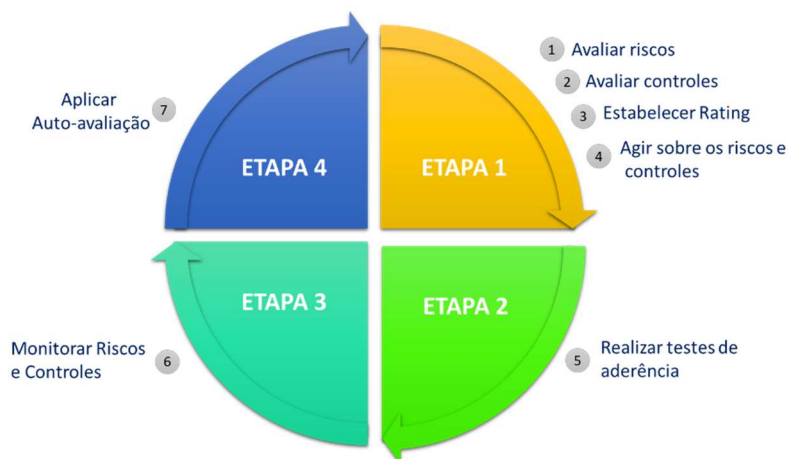 ETAPA 1
1 Avaliar riscos
2 Avaliar controles
3 Estabelecer Rating
4 Agir sobre os riscos e
controles
ETAPA 2
5 Realizar testes de
aderência
ETAPA 3
6 Monitorar Riscos
e Controles
ETAPA 4
7 Aplicar
Auto-avaliação